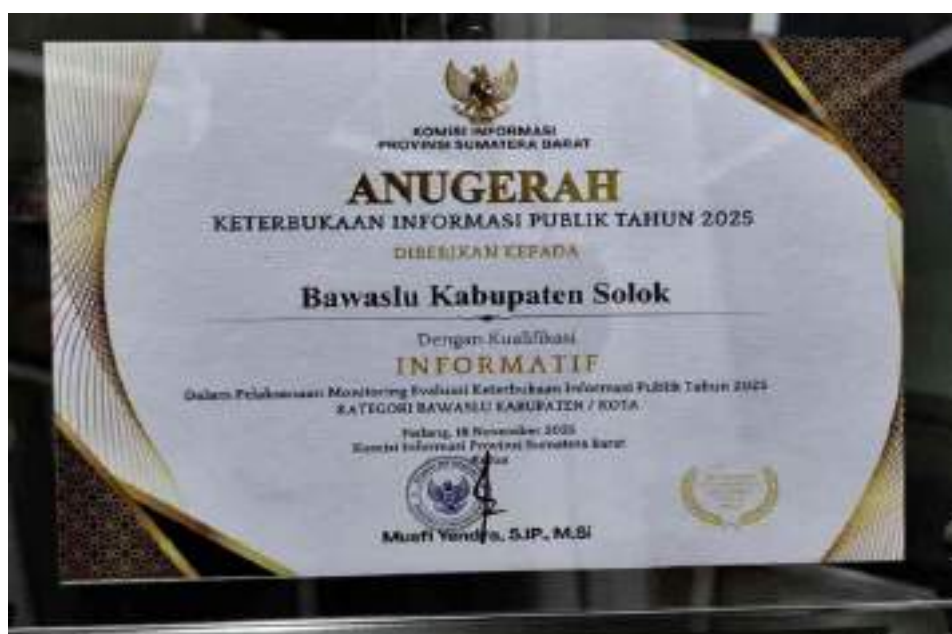 KOMISI INFORMASI
PROVINSI SUMATERA BARAT
ANUGERAH
KETERBUKAAN INFORMASI PUBLIK TAHUN 2025
DIBERIKAN KEPADA
Bawaslu Kabupaten Solok
Dengan Kualifikasi
INFORMATIF
Dalam Pelaksanaan Monitoring Evaluasi Keterbukaan Informasi Publik Tahun 2025
KATEGORI BAWASLU KABUPATEN / KOTA
Padang, 18 November 2025
Komisi Informasi Provinsi Sumatera Barat
Ketua
Musfi Yendra, S.IP., M.Si